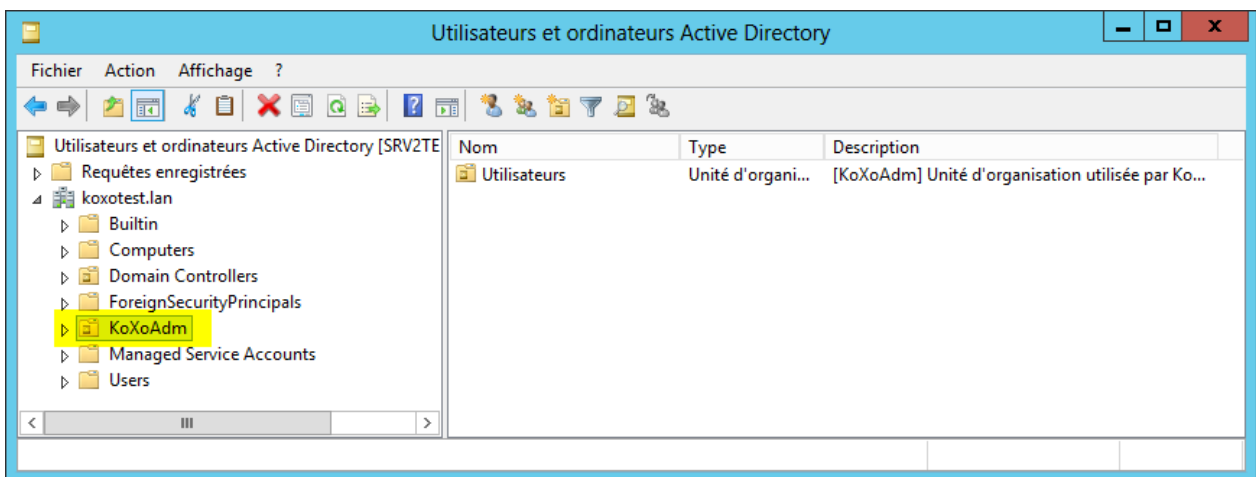 Utilisateurs et ordinateurs Active Directory
Fichier Action Affichage ?
Utilisateurs et ordinateurs Active Directory [SRV2TE
Requêtes enregistrées
koxotest.lan
Builtin
Computers
Domain Controllers
ForeignSecurityPrincipals
KoXoAdm
Managed Service Accounts
Users
Nom Type Description
Utilisateurs Unité d'organi... [KoXoAdm] Unité d'organisation utilisée par Ko...